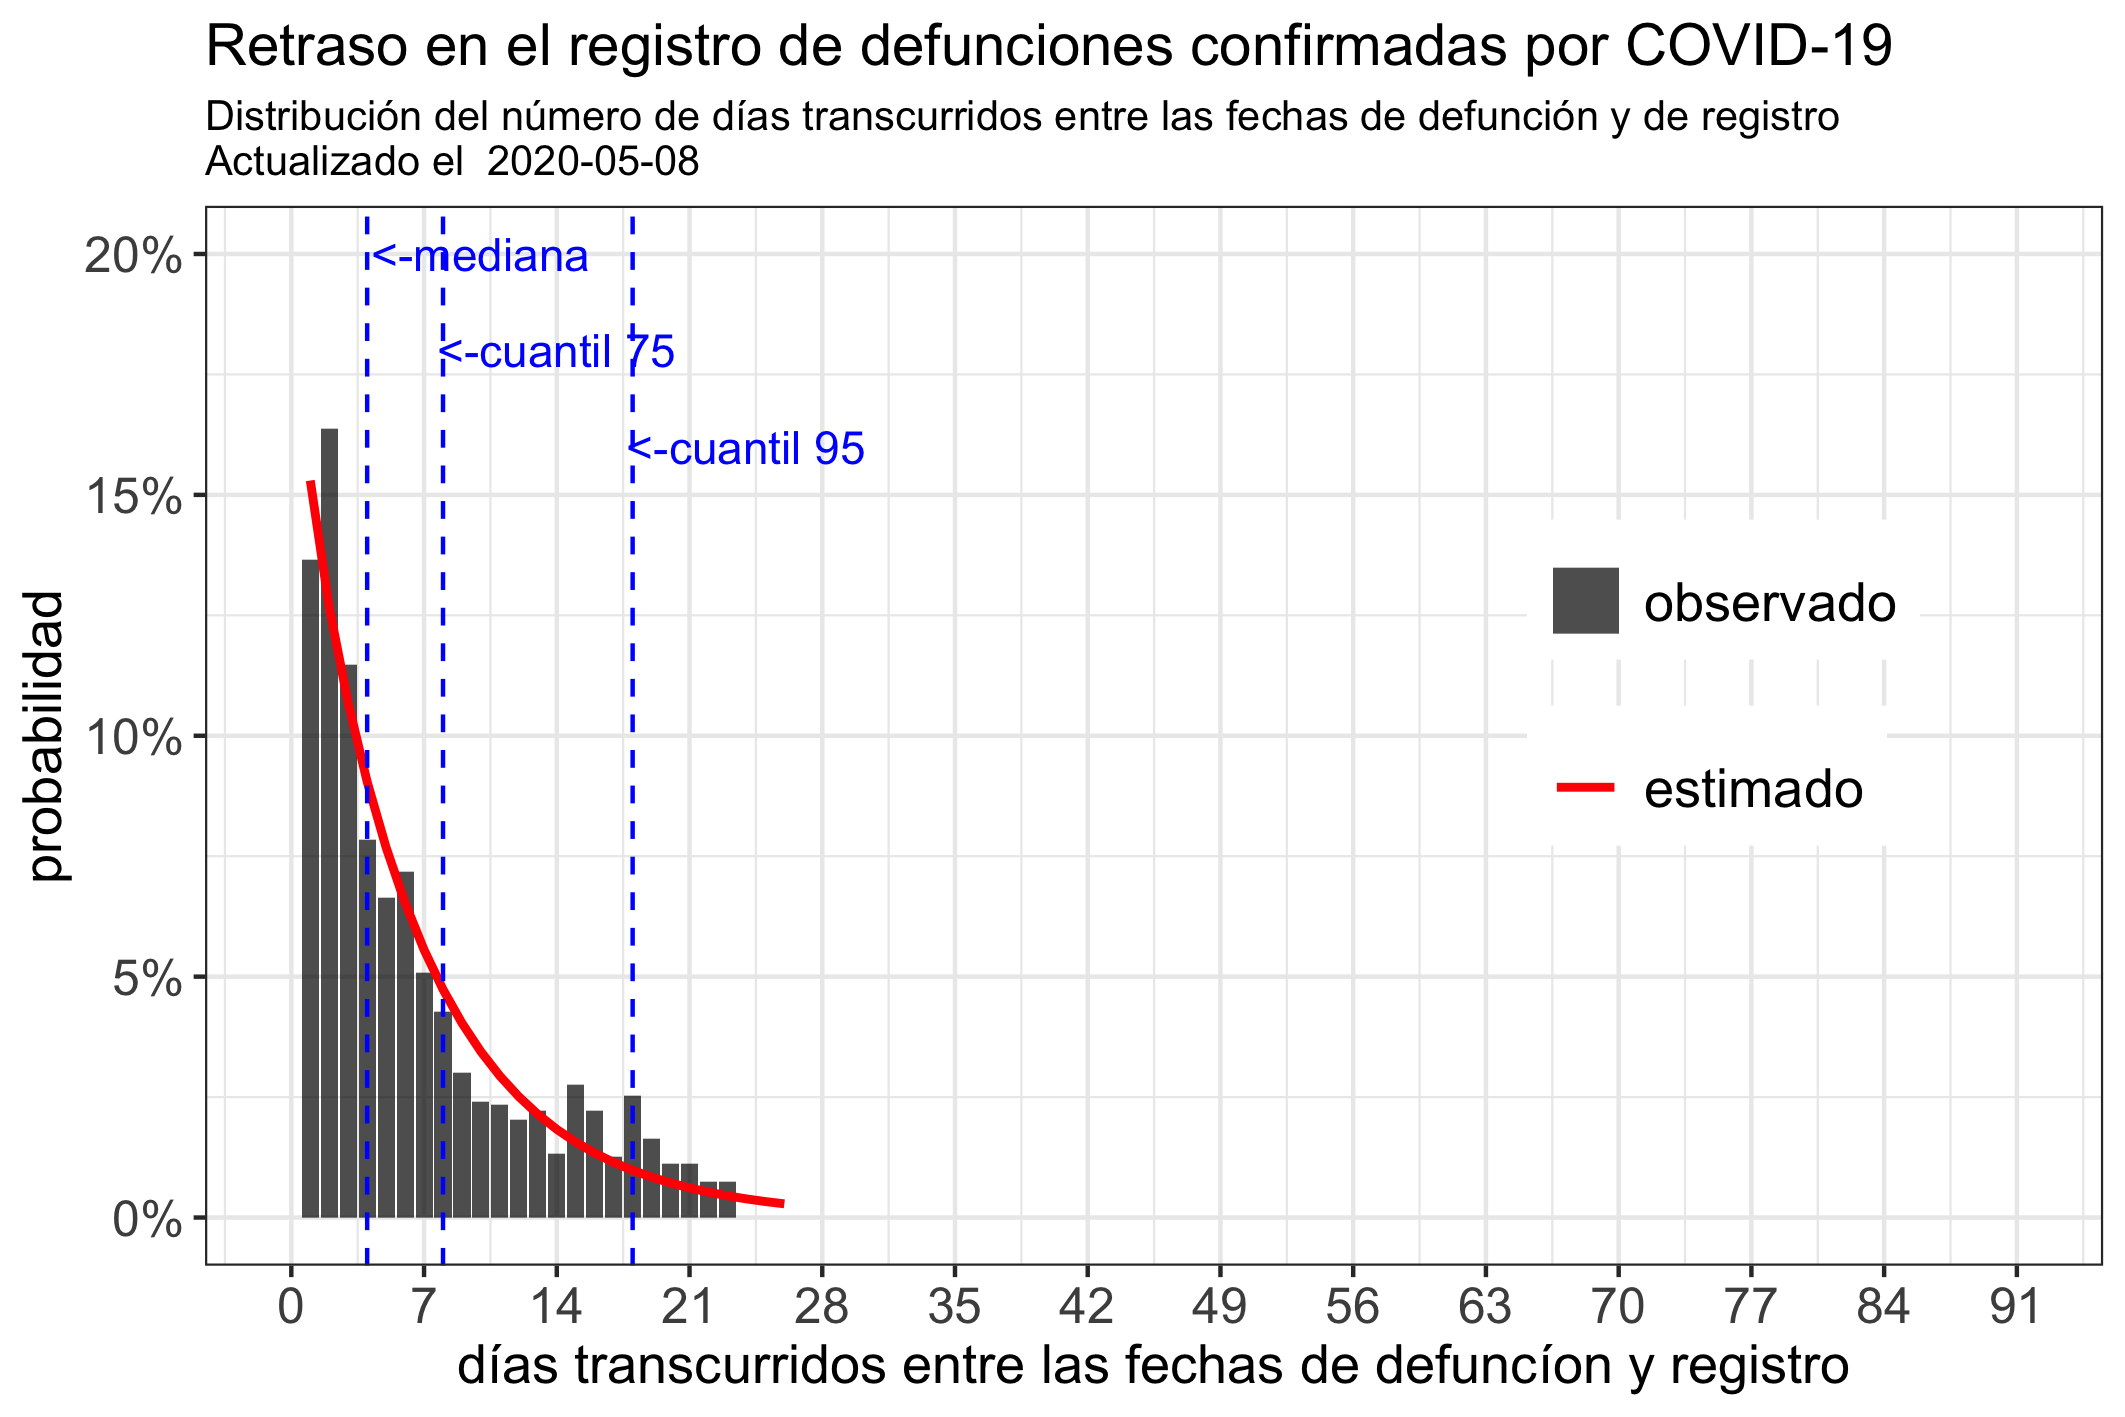 Retraso en el registro de defunciones confirmadas por COVID-19
Distribución del número de días transcurridos entre las fechas de defunción y de registro
Actualizado el  2020-05-08
probabilidad
20%
15%
10%
5%
0%
<-mediana
<-cuantil 75
<-cuantil 95
observado
estimado
0 7 14 21 28 35 42 49 56 63 70 77 84 91
días transcurridos entre las fechas de defuncíon y registro